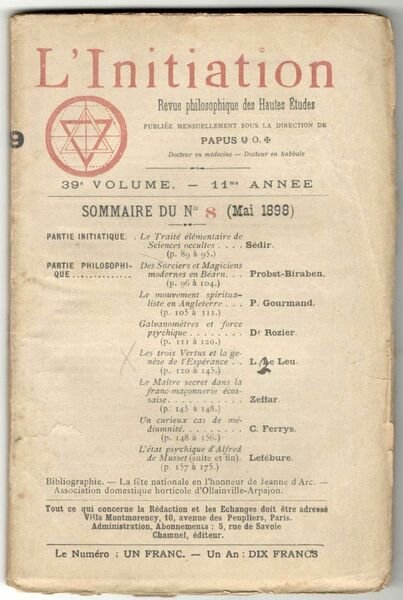 L'Initiation
Revue philosophique des Hautes Études
PUBLIÉE MENSUELLEMENT SOUS LA DIRECTION DE
PAPUS O. ✠
Docteur en médecine — Docteur en kabbale
9
39e VOLUME. — 11me ANNÉE
SOMMAIRE DU No 8 (Mai 1898)
PARTIE INITIATIQUE. . Le Traité élémentaire de
Sciences occultes . . . . Sédir.
(p. 89 à 95.)
PARTIE PHILOSOPHI- Des Sorciers et Magiciens
QUE . . . . . . . . . . . . . modernes en Béarn. . . Probst-Biraben.
(p. 96 à 104.)
Le mouvement spiritua-
liste en Angleterre . . . P. Gourmand.
(p. 105 à 111.)
Galvanomètres et force
psychique . . . . . . . . Dr Rozier.
(p. 111 à 120.)
Les trois Vertus et la ge-
nèse de l'Espérance . . L. Le Leu.
(p. 120 à 145.)
Le Maître secret dans la
franc-maçonnerie écos-
saise . . . . . . . . . . . Zeffar.
(p. 145 à 148.)
Un curieux cas de mé-
diumnité. . . . . . . . . C. Ferrys.
(p. 148 à 156.)
L'état psychique d'Alfred
de Musset (suite et fin). Lefébure.
(p. 157 à 175.)
Bibliographie. — La fête nationale en l'honneur de Jeanne d'Arc. —
Association domestique horticole d'Ollainville-Arpajon.
Tout ce qui concerne la Rédaction et les Echanges doit être adressé
Villa Montmorency, 10, avenue des Peupliers, Paris.
Administration, Abonnements : 5, rue de Savoie
Chamuel, éditeur.
Le Numéro : UN FRANC. — Un An : DIX FRANCS